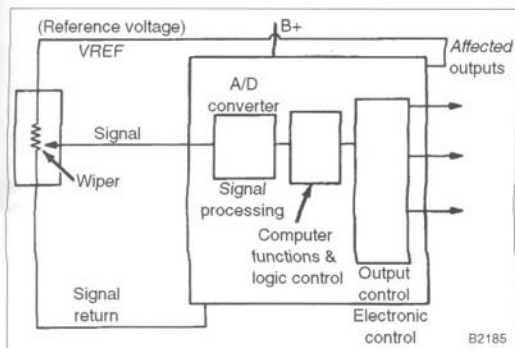 (Reference voltage)
VREF
B+
Affected
outputs
A/D
converter
Signal
Wiper
Signal
processing
Computer
functions &
logic control
Output
control
Signal
return
Electronic
control
B2185